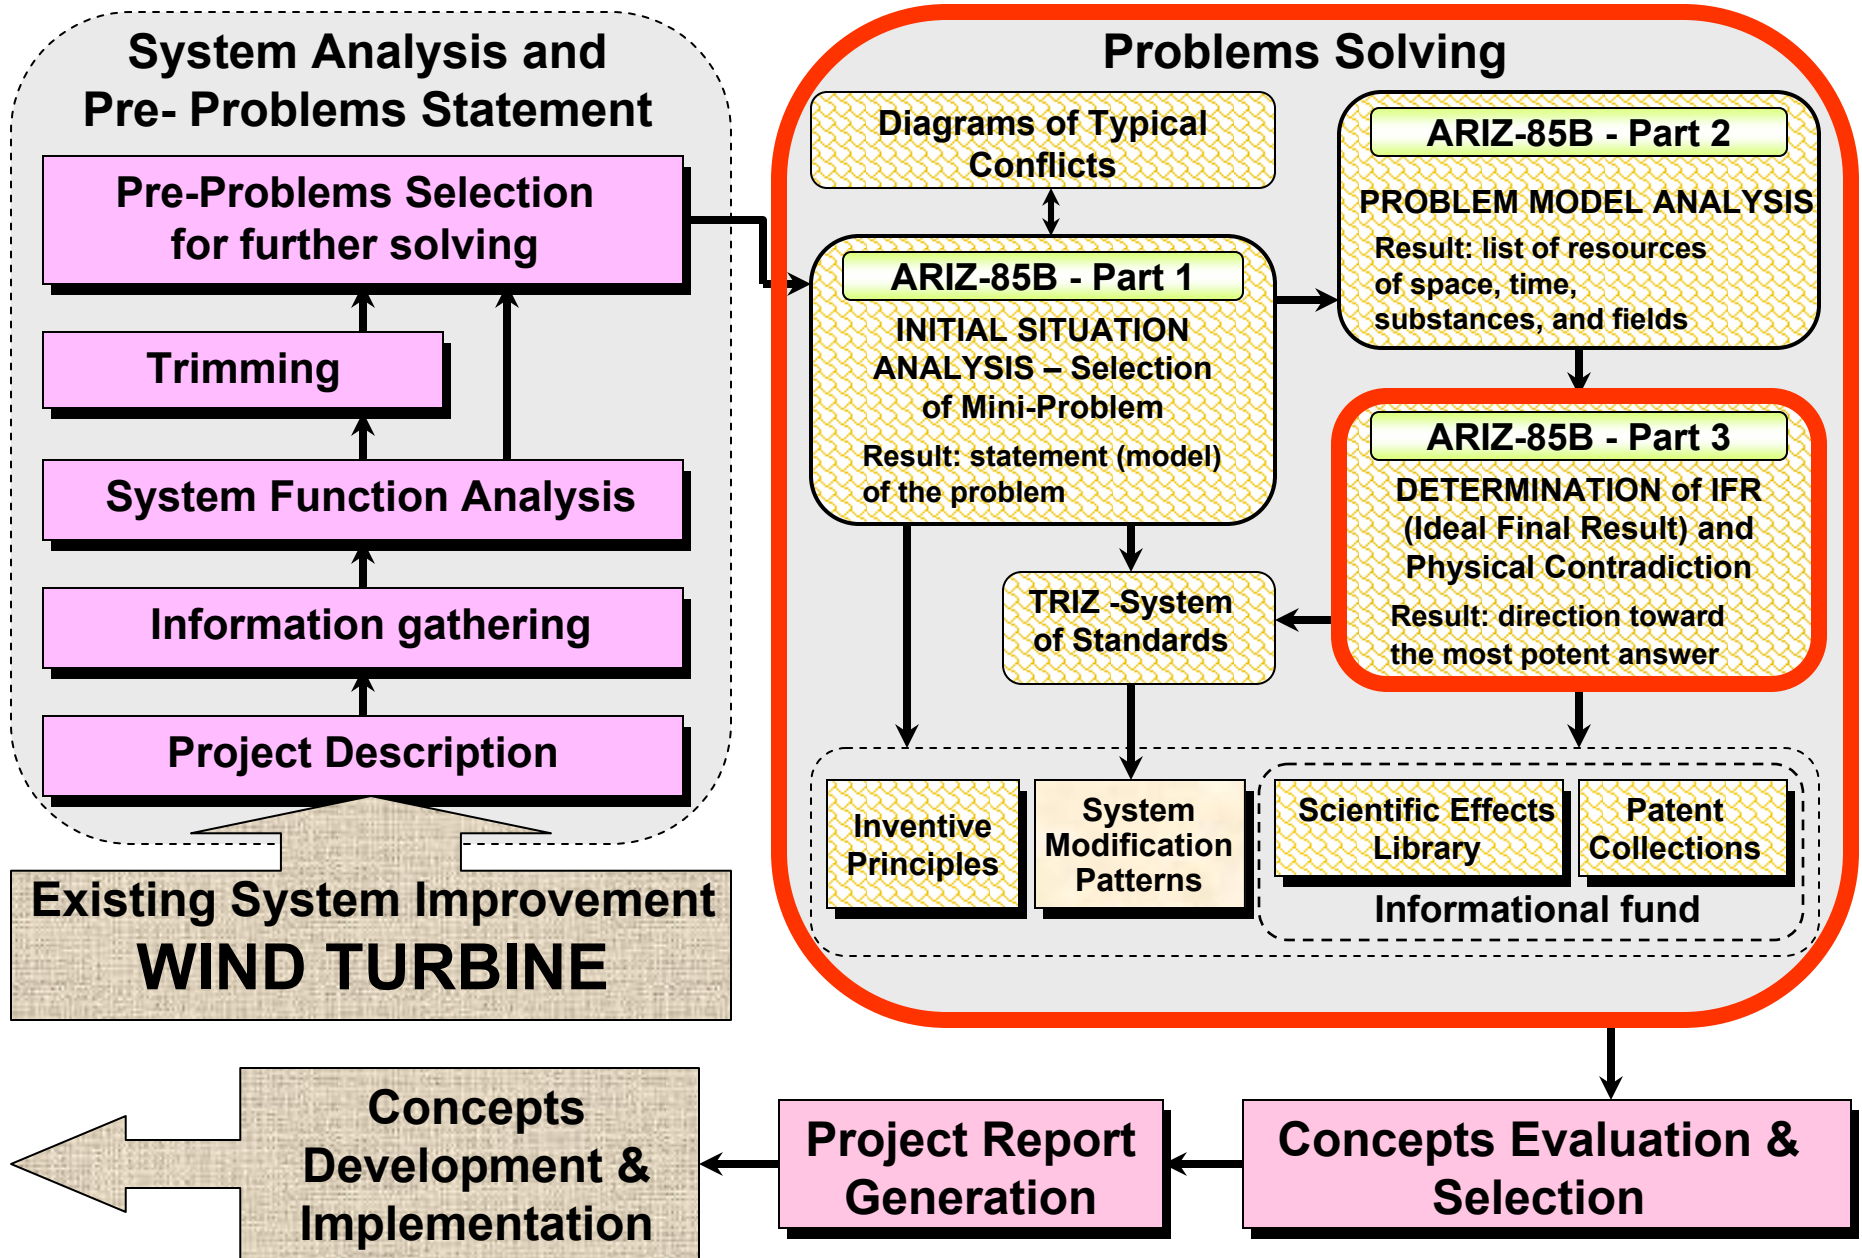 System Analysis and
Pre- Problems Statement
Pre-Problems Selection
for further solving
Trimming
System Function Analysis
Information gathering
Project Description
Existing System Improvement
WIND TURBINE
Problems Solving
Diagrams of Typical
Conflicts
ARIZ-85B - Part 1
INITIAL SITUATION
ANALYSIS – Selection
of Mini-Problem
Result: statement (model)
of the problem
ARIZ-85B - Part 2
PROBLEM MODEL ANALYSIS
Result: list of resources
of space, time,
substances, and fields
ARIZ-85B - Part 3
DETERMINATION of IFR
(Ideal Final Result) and
Physical Contradiction
Result: direction toward
the most potent answer
TRIZ -System
of Standards
Inventive
Principles
System
Modification
Patterns
Scientific Effects
Library
Patent
Collections
Informational fund
Concepts Evaluation &
Selection
Project Report
Generation
Concepts
Development &
Implementation